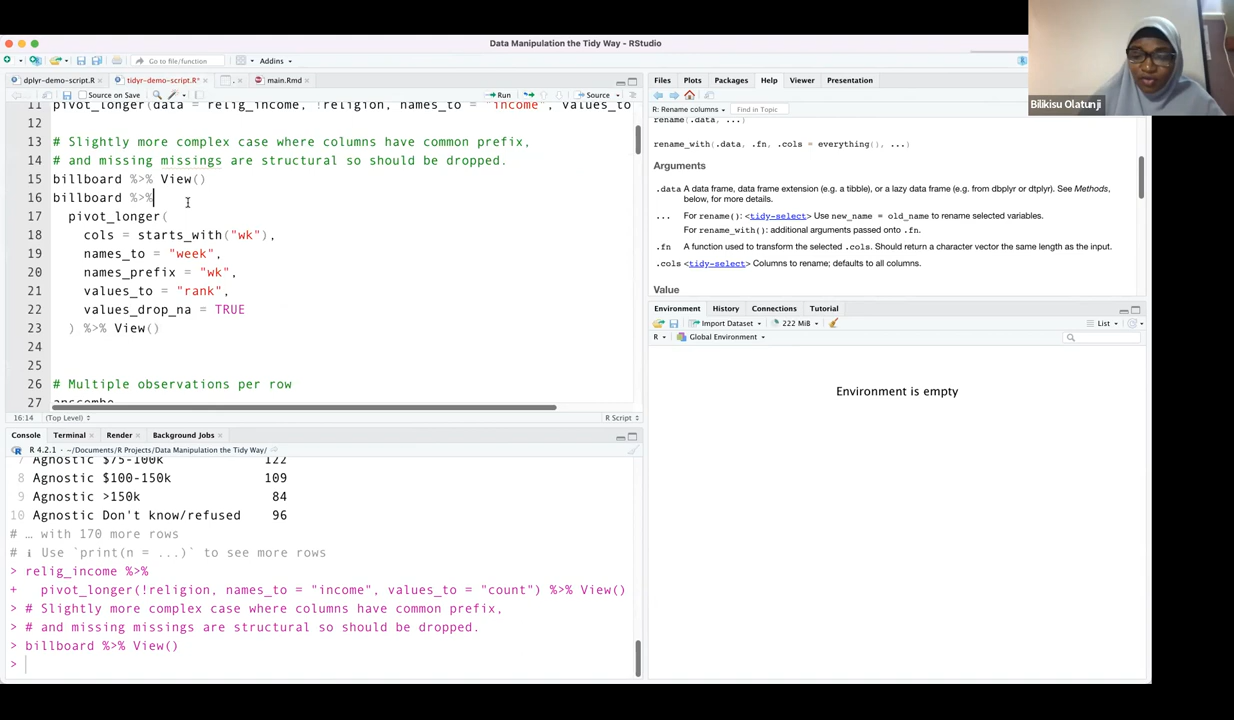 Data Manipulation the Tidy Way - RStudio
Go to file/function
Addins
dplyr-demo-script.R
tidyr-demo-script.R*
main.Rmd
Source on Save
Run
Source
11 pivot_longer(data = relig_income, !religion, names_to = "income", values_to
12
13 # Slightly more complex case where columns have common prefix,
14 # and missing missings are structural so should be dropped.
15 billboard %>% View()
16 billboard %>%
17 pivot_longer(
18 cols = starts_with("wk"),
19 names_to = "week",
20 names_prefix = "wk",
21 values_to = "rank",
22 values_drop_na = TRUE
23 ) %>% View()
24
25
26 # Multiple observations per row
27 anscombe
16:14 (Top Level) R Script
Console Terminal Render Background Jobs
R 4.2.1 · ~/Documents/R Projects/Data Manipulation the Tidy Way/
7 Agnostic $75-100k 122
8 Agnostic $100-150k 109
9 Agnostic >150k 84
10 Agnostic Don't know/refused 96
# … with 170 more rows
# ℹ Use `print(n = ...)` to see more rows
> relig_income %>%
+ pivot_longer(!religion, names_to = "income", values_to = "count") %>% View()
> # Slightly more complex case where columns have common prefix,
> # and missing missings are structural so should be dropped.
> billboard %>% View()
>
Files Plots Packages Help Viewer Presentation
R: Rename columns Find in Topic
rename(.data, ...)
rename_with(.data, .fn, .cols = everything(), ...)
Arguments
.data A data frame, data frame extension (e.g. a tibble), or a lazy data frame (e.g. from dbplyr or dtplyr). See Methods,
below, for more details.
... For rename(): <tidy-select> Use new_name = old_name to rename selected variables.
For rename_with(): additional arguments passed onto .fn.
.fn A function used to transform the selected .cols. Should return a character vector the same length as the input.
.cols <tidy-select> Columns to rename; defaults to all columns.
Value
Environment History Connections Tutorial
Import Dataset 222 MiB List
R Global Environment
Environment is empty
Bilikisu Olatunji